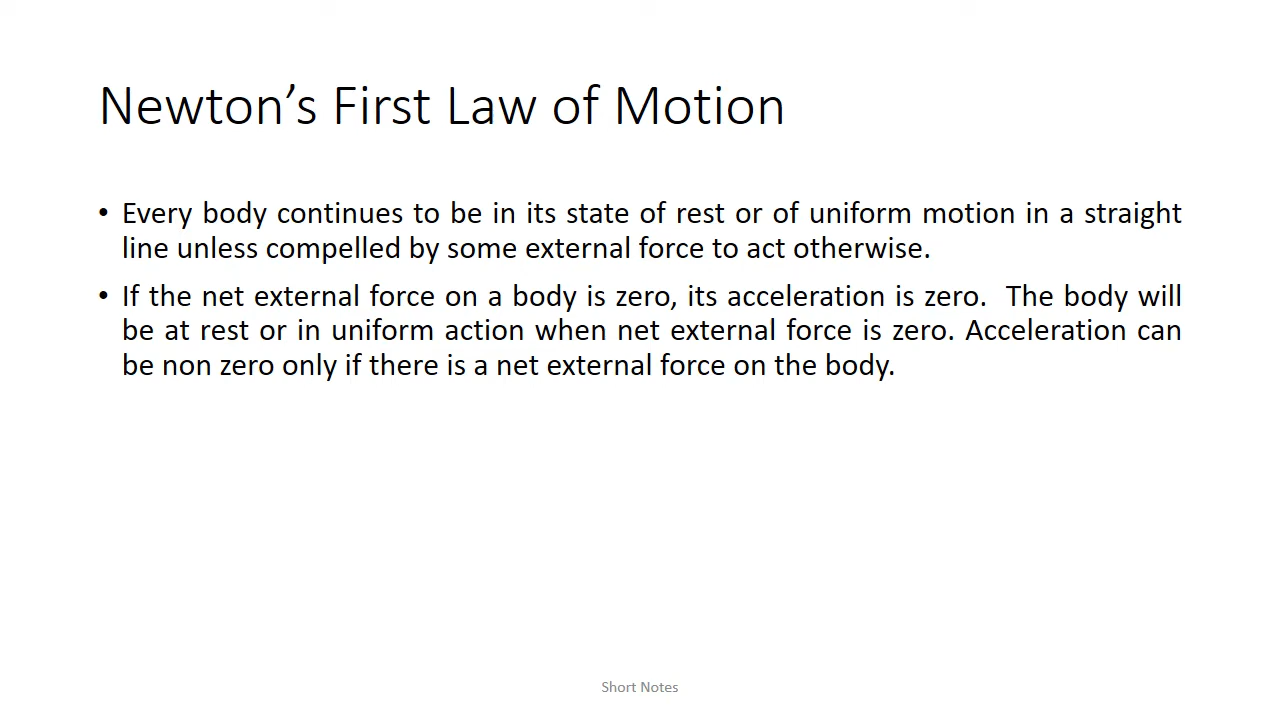 Newton’s First Law of Motion
• Every body continues to be in its state of rest or of uniform motion in a straight
line unless compelled by some external force to act otherwise.
• If the net external force on a body is zero, its acceleration is zero.  The body will
be at rest or in uniform action when net external force is zero. Acceleration can
be non zero only if there is a net external force on the body.
Short Notes